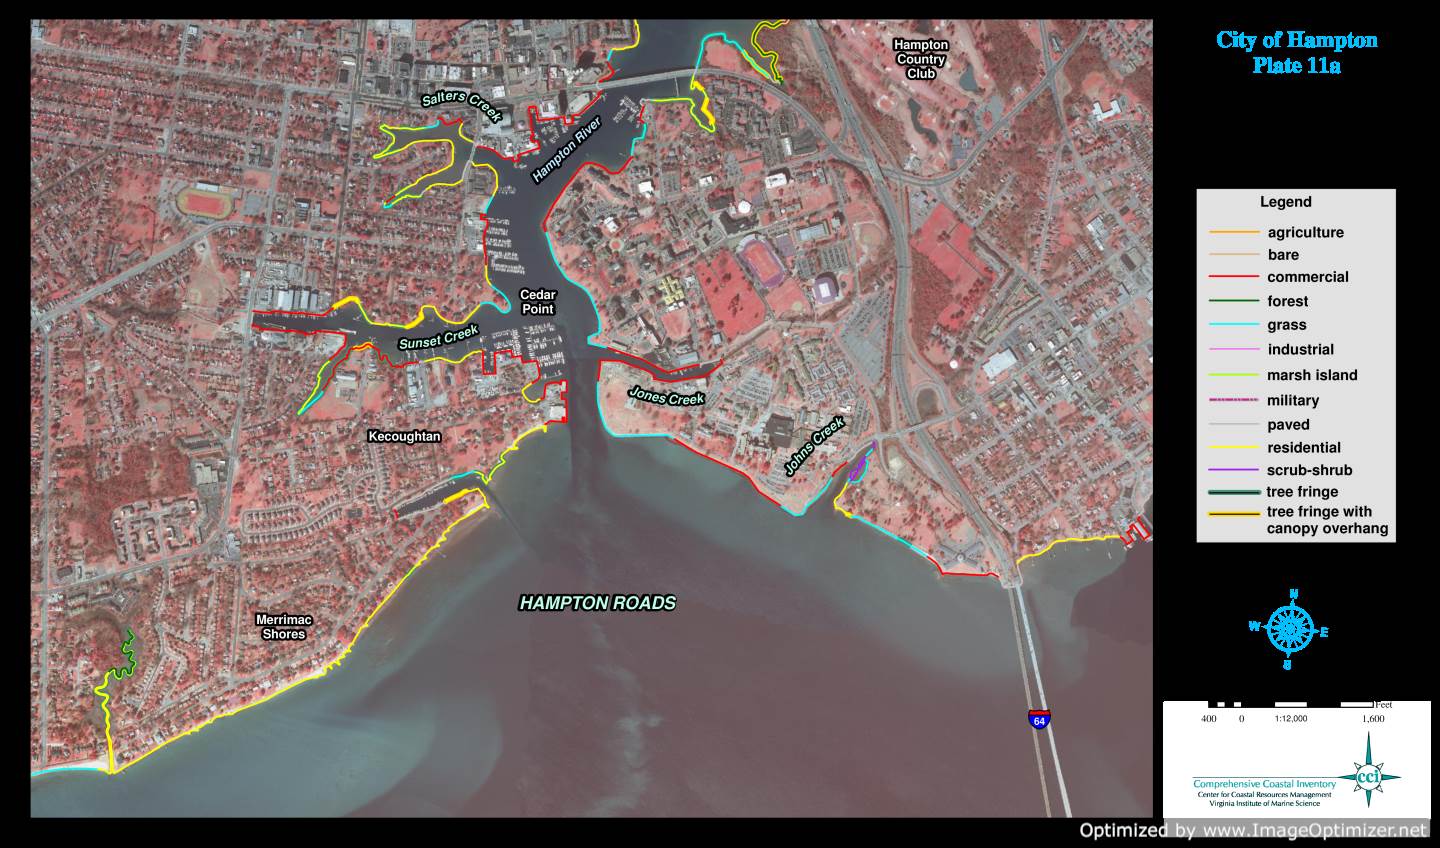 City of Hampton
Plate 11a
Hampton
Country
Club
Salters Creek
Hampton River
Cedar
Point
Sunset Creek
Jones Creek
Kecoughtan
Johns Creek
HAMPTON ROADS
Merrimac
Shores
64
Legend
agriculture
bare
commercial
forest
grass
industrial
marsh island
military
paved
residential
scrub-shrub
tree fringe
tree fringe with
canopy overhang
N
W E
S
Feet
400 0 1:12,000 1,600
cci
Comprehensive Coastal Inventory
Center for Coastal Resources Management
Virginia Institute of Marine Science
Optimized by www.ImageOptimizer.net